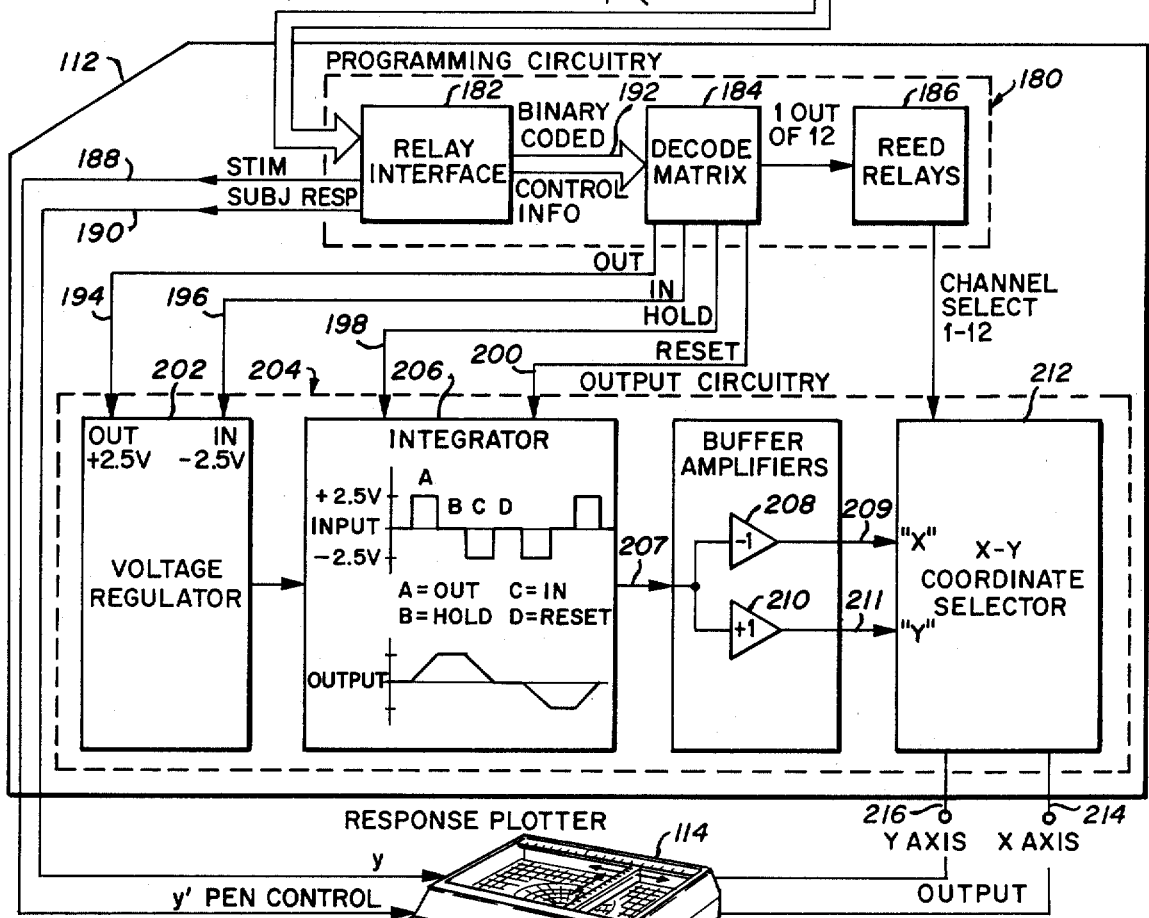 112
PROGRAMMING CIRCUITRY
180
182
BINARY CODED
192
184
1 OUT OF 12
186
188
STIM
RELAY INTERFACE
DECODE MATRIX
REED RELAYS
SUBJ RESP
CONTROL INFO
190
OUT
194
196
IN
198
HOLD
CHANNEL SELECT 1-12
200
RESET
202
204
206
OUTPUT CIRCUITRY
212
OUT +2.5V
IN -2.5V
INTEGRATOR
BUFFER AMPLIFIERS
A
+2.5V
B C D
INPUT
-2.5V
208
-1
209
"X"
X-Y COORDINATE SELECTOR
VOLTAGE REGULATOR
207
A=OUT C=IN
B=HOLD D=RESET
210
+1
211
"Y"
OUTPUT
RESPONSE PLOTTER
216
214
114
Y AXIS
X AXIS
y
y' PEN CONTROL
OUTPUT